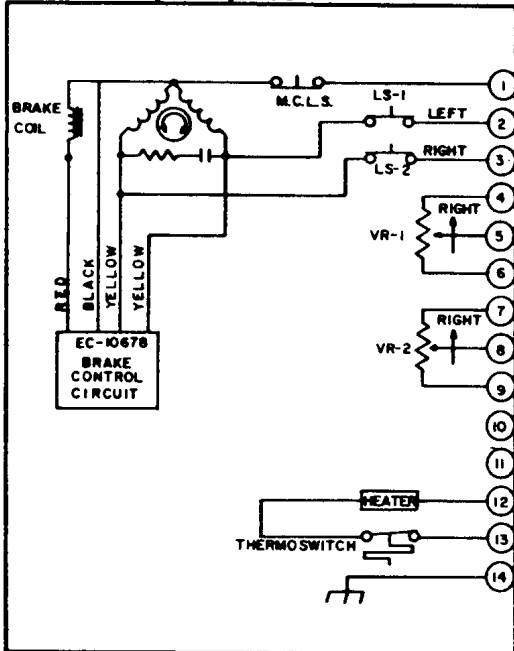 1
M.C.L.S.
BRAKE
COIL
LS-1
LEFT
2
RIGHT
3
LS-2
4
RIGHT
VR-1
5
6
7
RIGHT
VR-2
8
9
RED
BLACK
YELLOW
YELLOW
EC-10678
BRAKE
CONTROL
CIRCUIT
10
11
HEATER
12
THERMOSWITCH
13
14